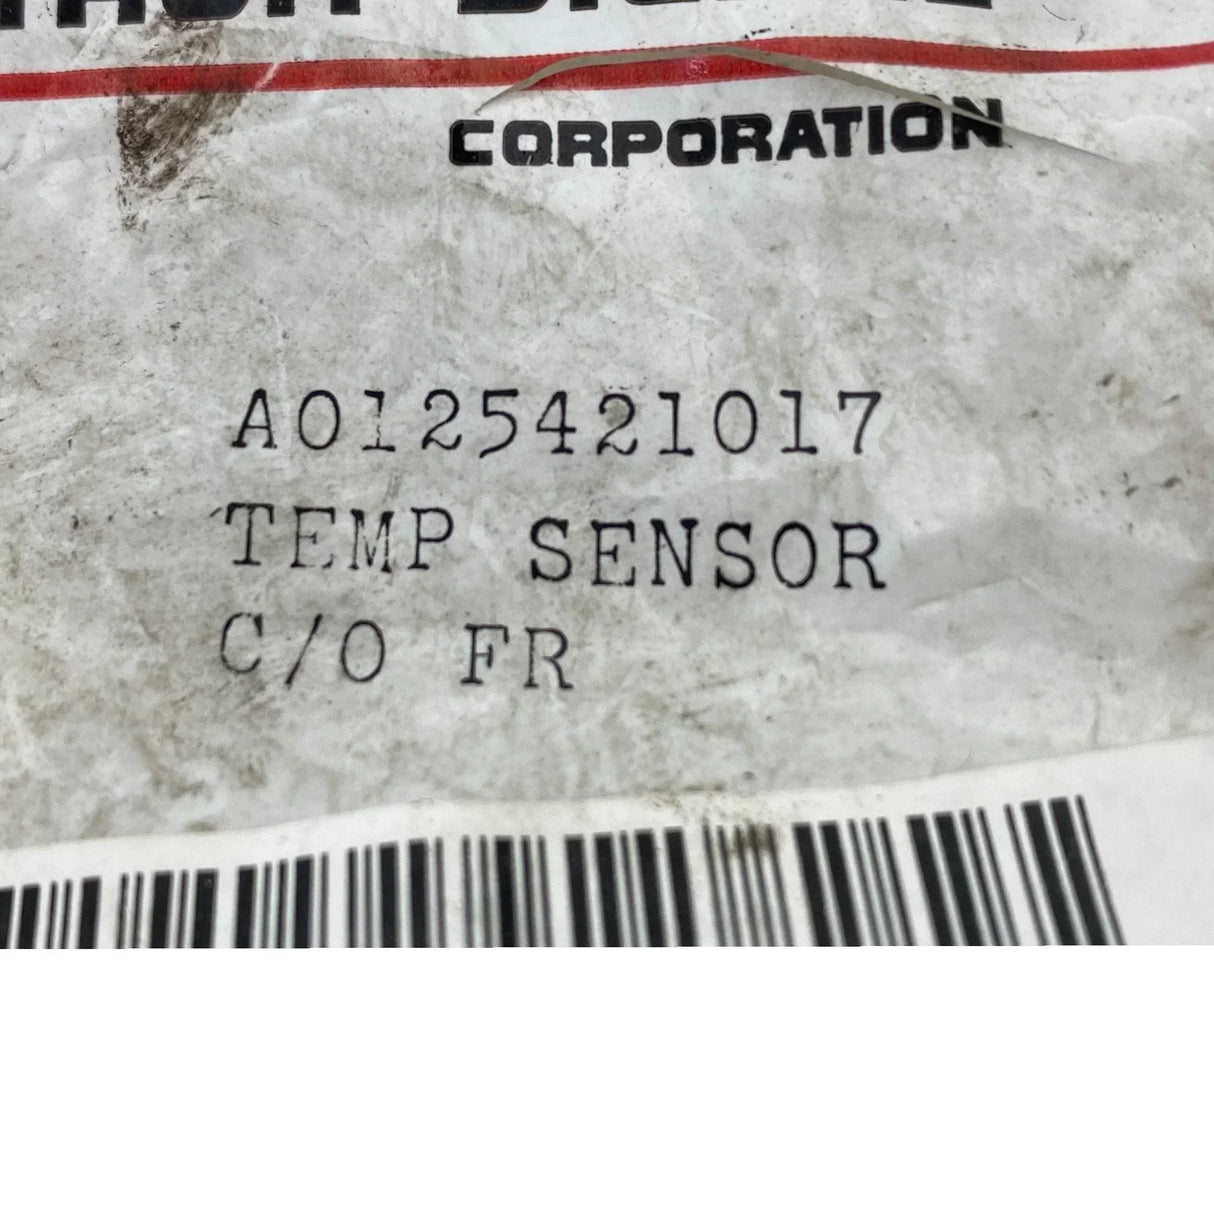 CORPORATION
A0125421017
TEMP SENSOR
C/O FR